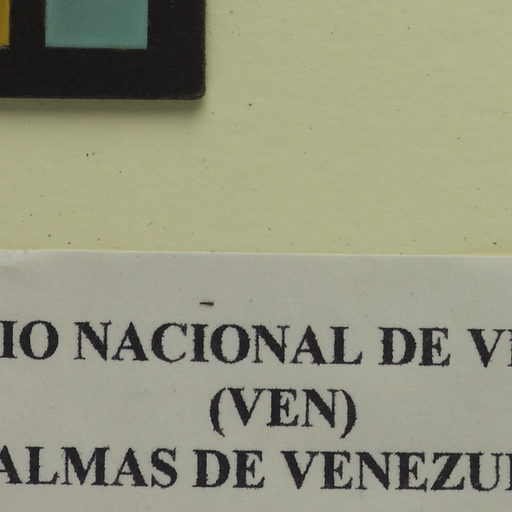 IO NACIONAL DE V
(VEN)
ALMAS DE VENEZU